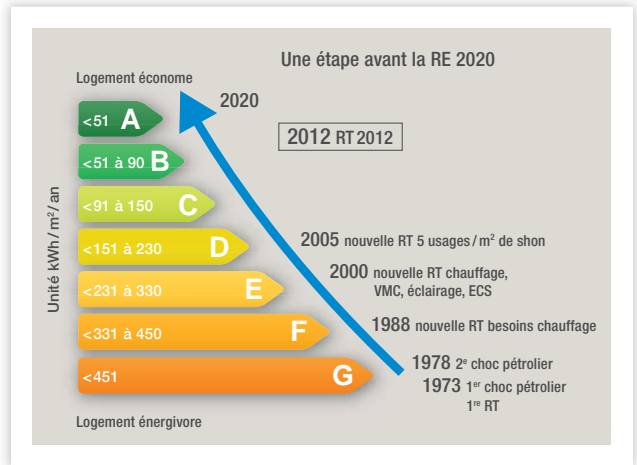 Une étape avant la RE 2020
Logement économe
2020
<51 A
2012 RT 2012
<51 à 90 B
<91 à 150 C
<151 à 230 D
2005 nouvelle RT 5 usages/m² de shon
<231 à 330 E
2000 nouvelle RT chauffage,
VMC, éclairage, ECS
<331 à 450 F
1988 nouvelle RT besoins chauffage
<451 G
1978 2e choc pétrolier
1973 1er choc pétrolier
1re RT
Logement énergivore
Unité kWh/m²/an